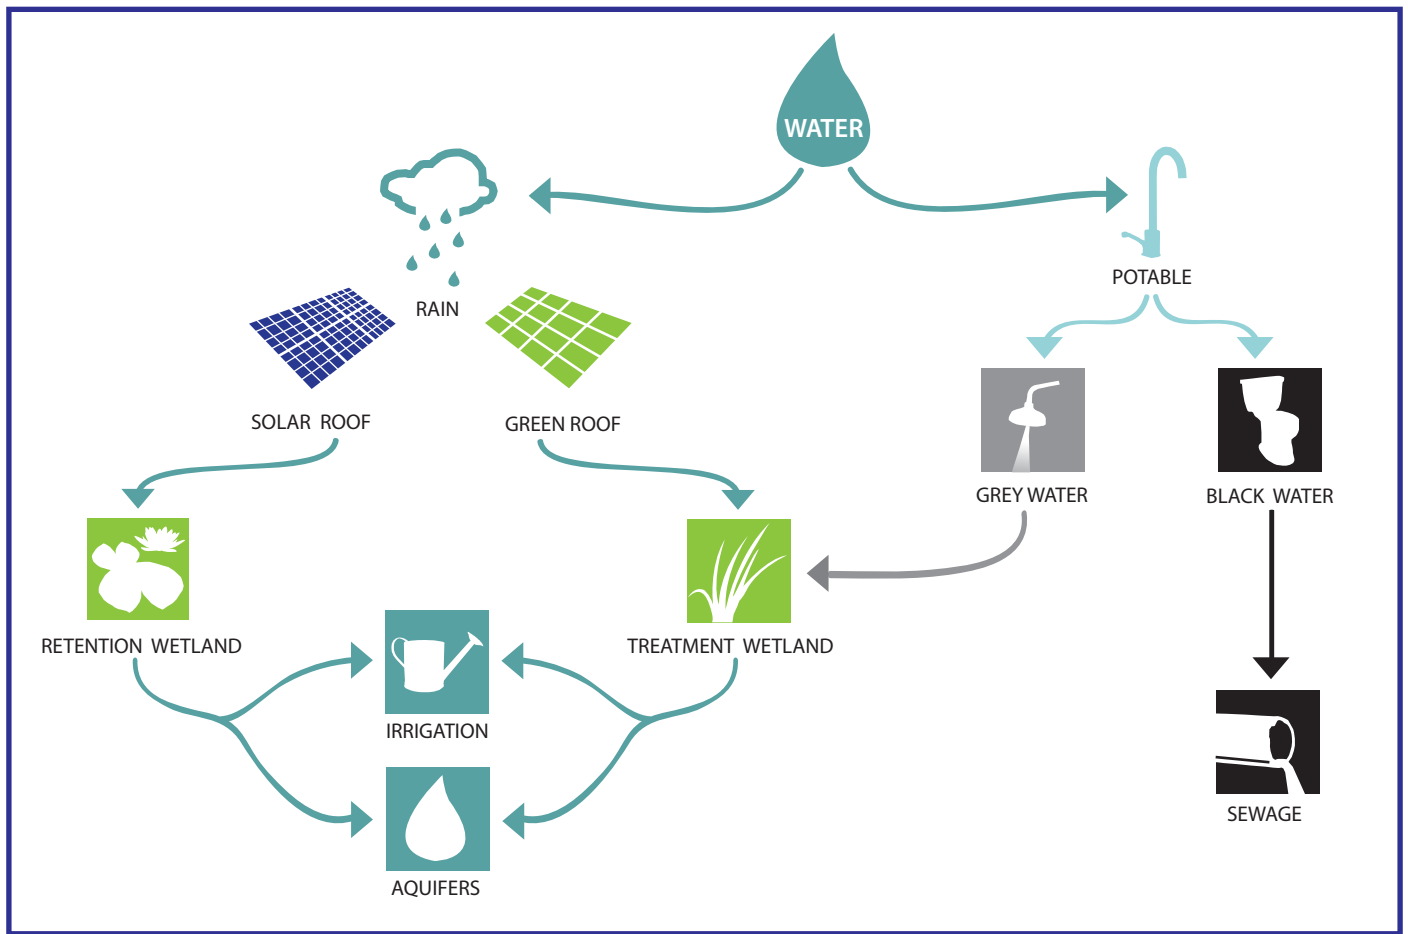 WATER
RAIN
POTABLE
SOLAR ROOF
GREEN ROOF
GREY WATER
BLACK WATER
RETENTION WETLAND
TREATMENT WETLAND
IRRIGATION
SEWAGE
AQUIFERS